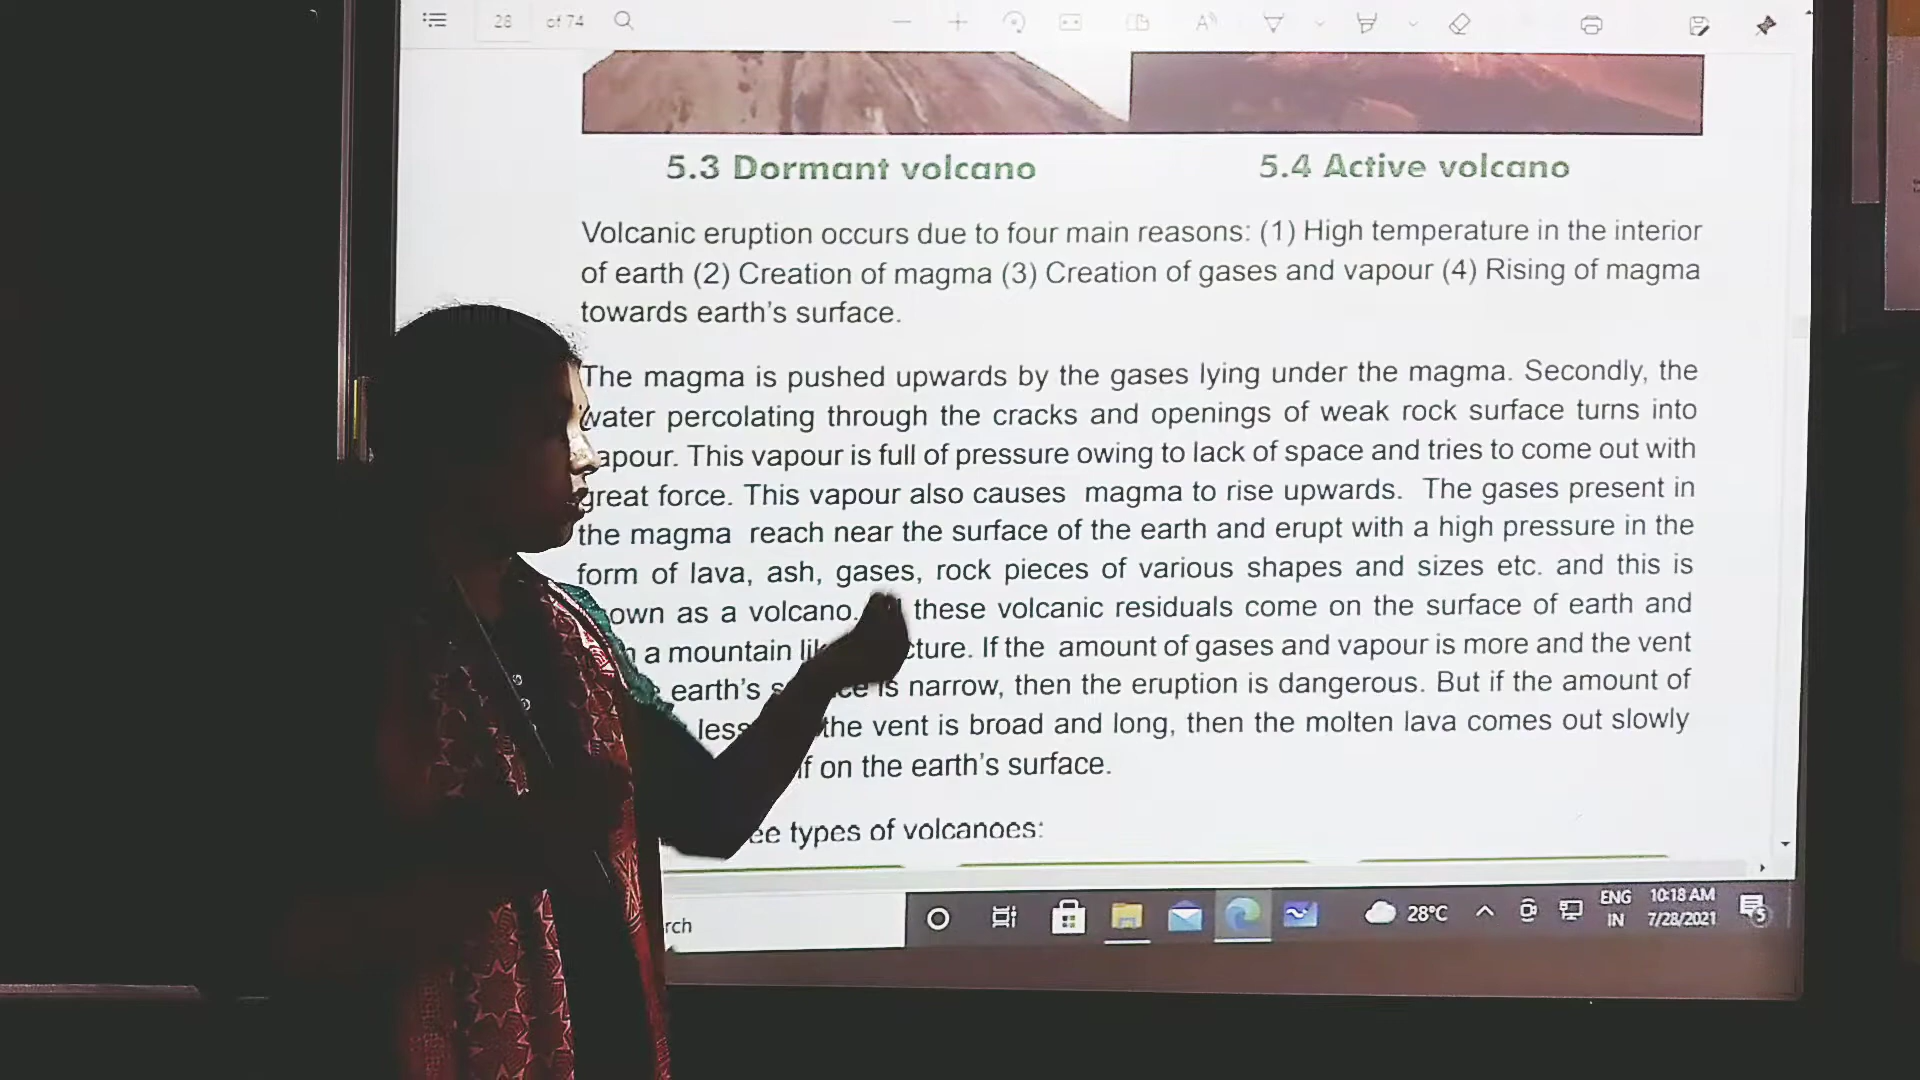 28 of 74
5.3 Dormant volcano
5.4 Active volcano
Volcanic eruption occurs due to four main reasons: (1) High temperature in the interior
of earth (2) Creation of magma (3) Creation of gases and vapour (4) Rising of magma
towards earth's surface.
The magma is pushed upwards by the gases lying under the magma. Secondly, the
water percolating through the cracks and openings of weak rock surface turns into
apour. This vapour is full of pressure owing to lack of space and tries to come out with
great force. This vapour also causes magma to rise upwards. The gases present in
the magma reach near the surface of the earth and erupt with a high pressure in the
form of lava, ash, gases, rock pieces of various shapes and sizes etc. and this is
own as a volcano. these volcanic residuals come on the surface of earth and
a mountain cture. If the amount of gases and vapour is more and the vent
earth's is narrow, then the eruption is dangerous. But if the amount of
less the vent is broad and long, then the molten lava comes out slowly
on the earth's surface.
ee types of volcanoes:
rch
28°C
ENG
IN
10:18 AM
7/28/2021
5